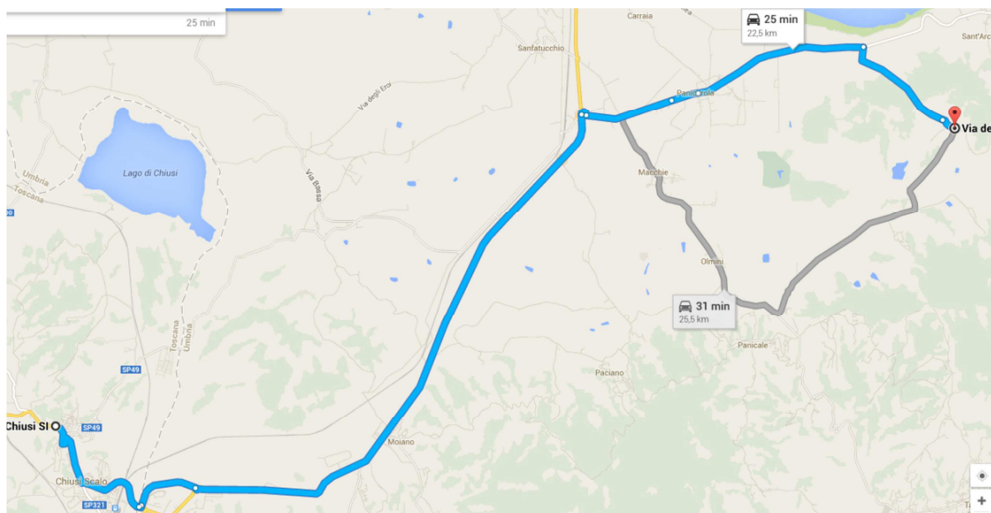 25 min
Carraia
25 min
22,5 km
Sant'Arc
Sanfatucchio
Via degli Ersi
Panicarola
Via de
Lago di Chiusi
Umbria
Toscana
Via Bassa
Macchie
Olmini
31 min
25,5 km
Toscana
Umbria
Panicale
SP49
Paciano
Chiusi SI
SP49
Moiano
Chiusi Scalo
SP321